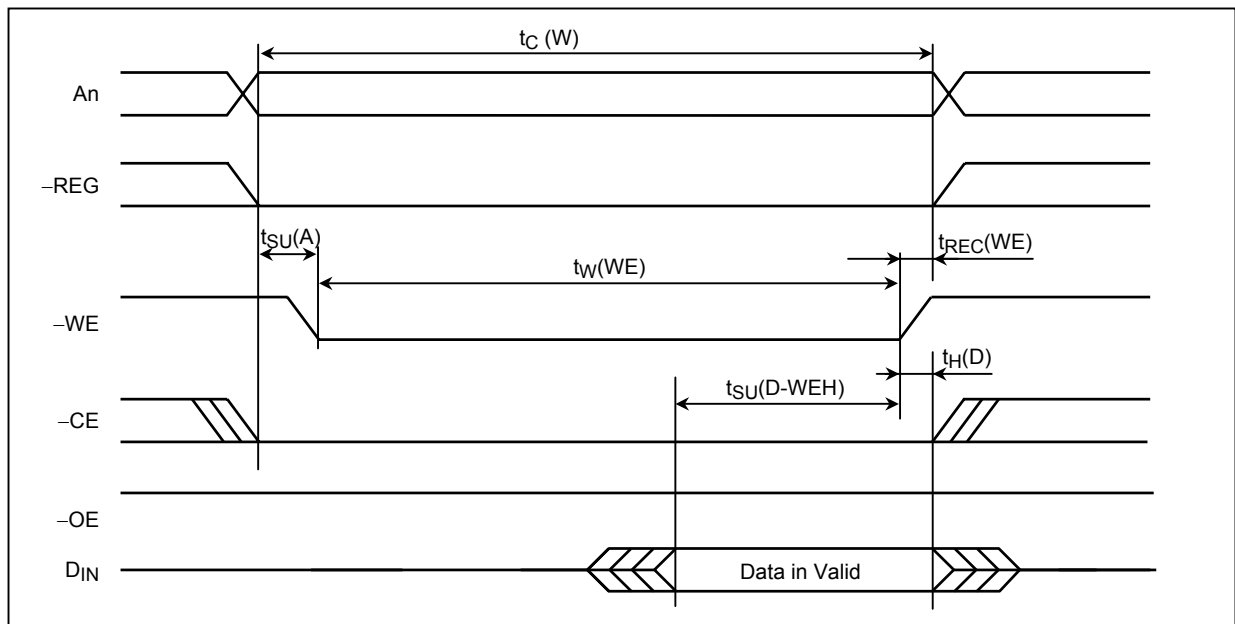 tC (W)
An
–REG
tSU(A)
tREC(WE)
tW(WE)
–WE
tH(D)
tSU(D-WEH)
–CE
–OE
DIN
Data in Valid